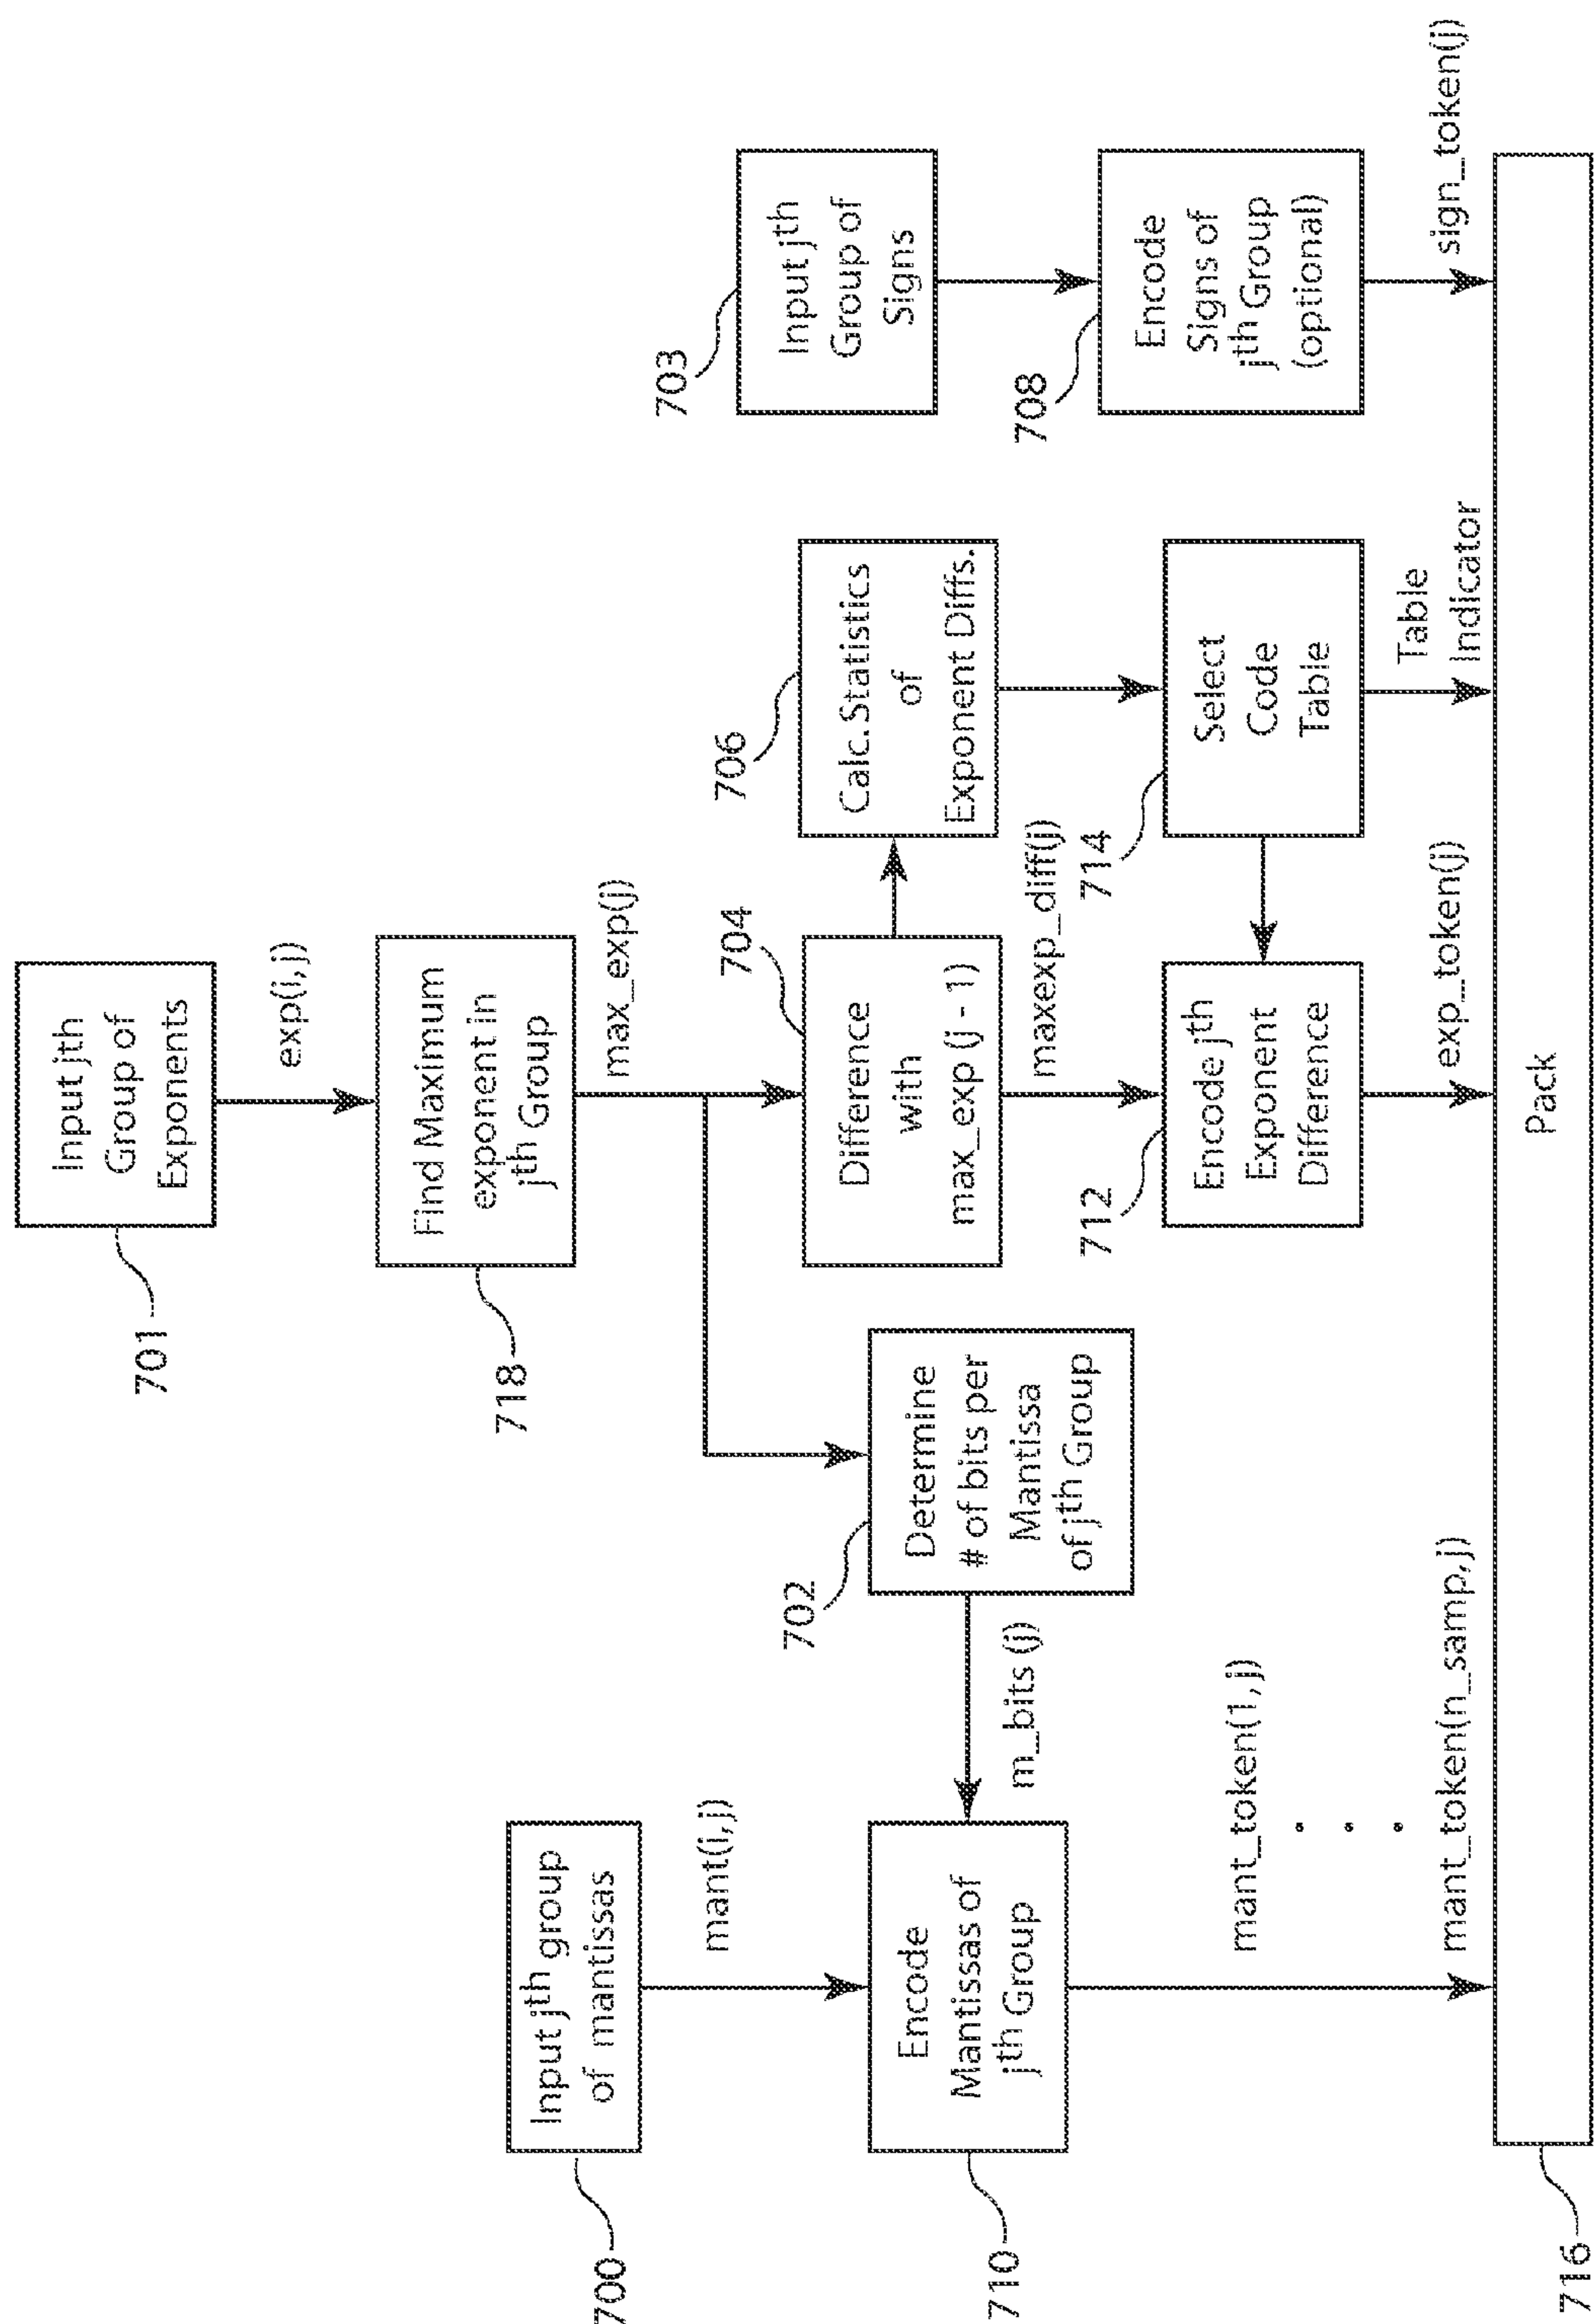 Input jth
Group of
Exponents
701
exp(i,j)
Find Maximum
exponent in
jth Group
718
max_exp(j)
Input jth group
of mantissas
700
mant(i,j)
Determine
# of bits per
Mantissa
of jth Group
702
m_bits (j)
Difference
with
max_exp (j - 1)
704
maxexp_diff(j)
Calc. Statistics
of
Exponent Diffs.
706
Input jth
Group of
Signs
703
Encode
Mantissas of
jth Group
710
mant_token(1,j)
.
.
.
mant_token(n_samp,j)
Encode jth
Exponent
Difference
712
exp_token(j)
Select
Code
Table
714
Table
Indicator
Encode
Signs of
jth Group
(optional)
708
sign_token(j)
Pack
716